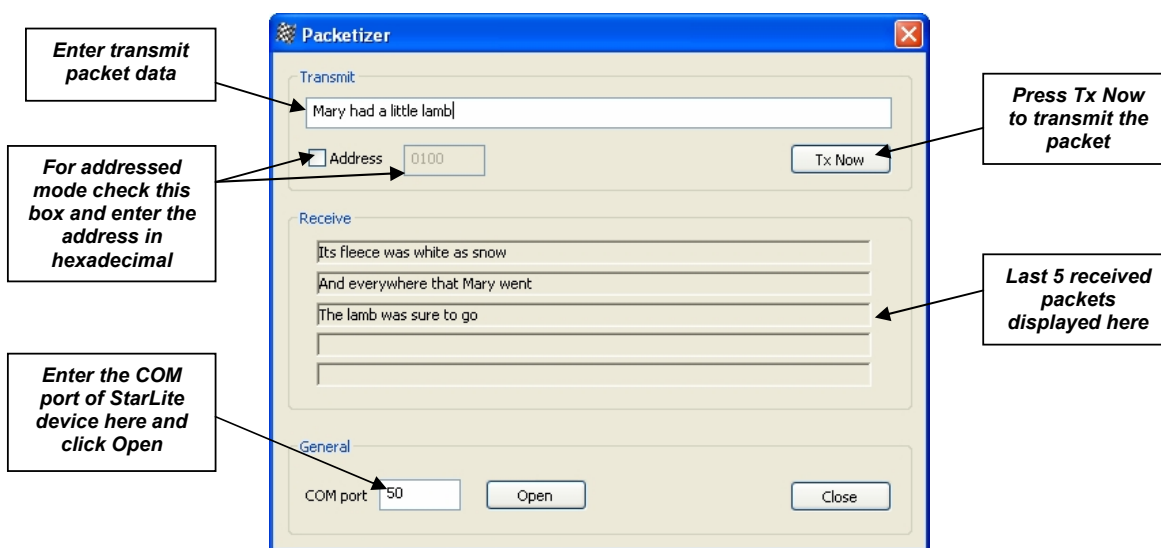 Packetizer
Enter transmit
packet data
Transmit
Mary had a little lamb
Press Tx Now
to transmit the
packet
For addressed
mode check this
box and enter the
address in
hexadecimal
Address 0100 Tx Now
Receive
Its fleece was white as snow
And everywhere that Mary went
The lamb was sure to go
Last 5 received
packets
displayed here
Enter the COM
port of StarLite
device here and
click Open
General
COM port 50 Open Close